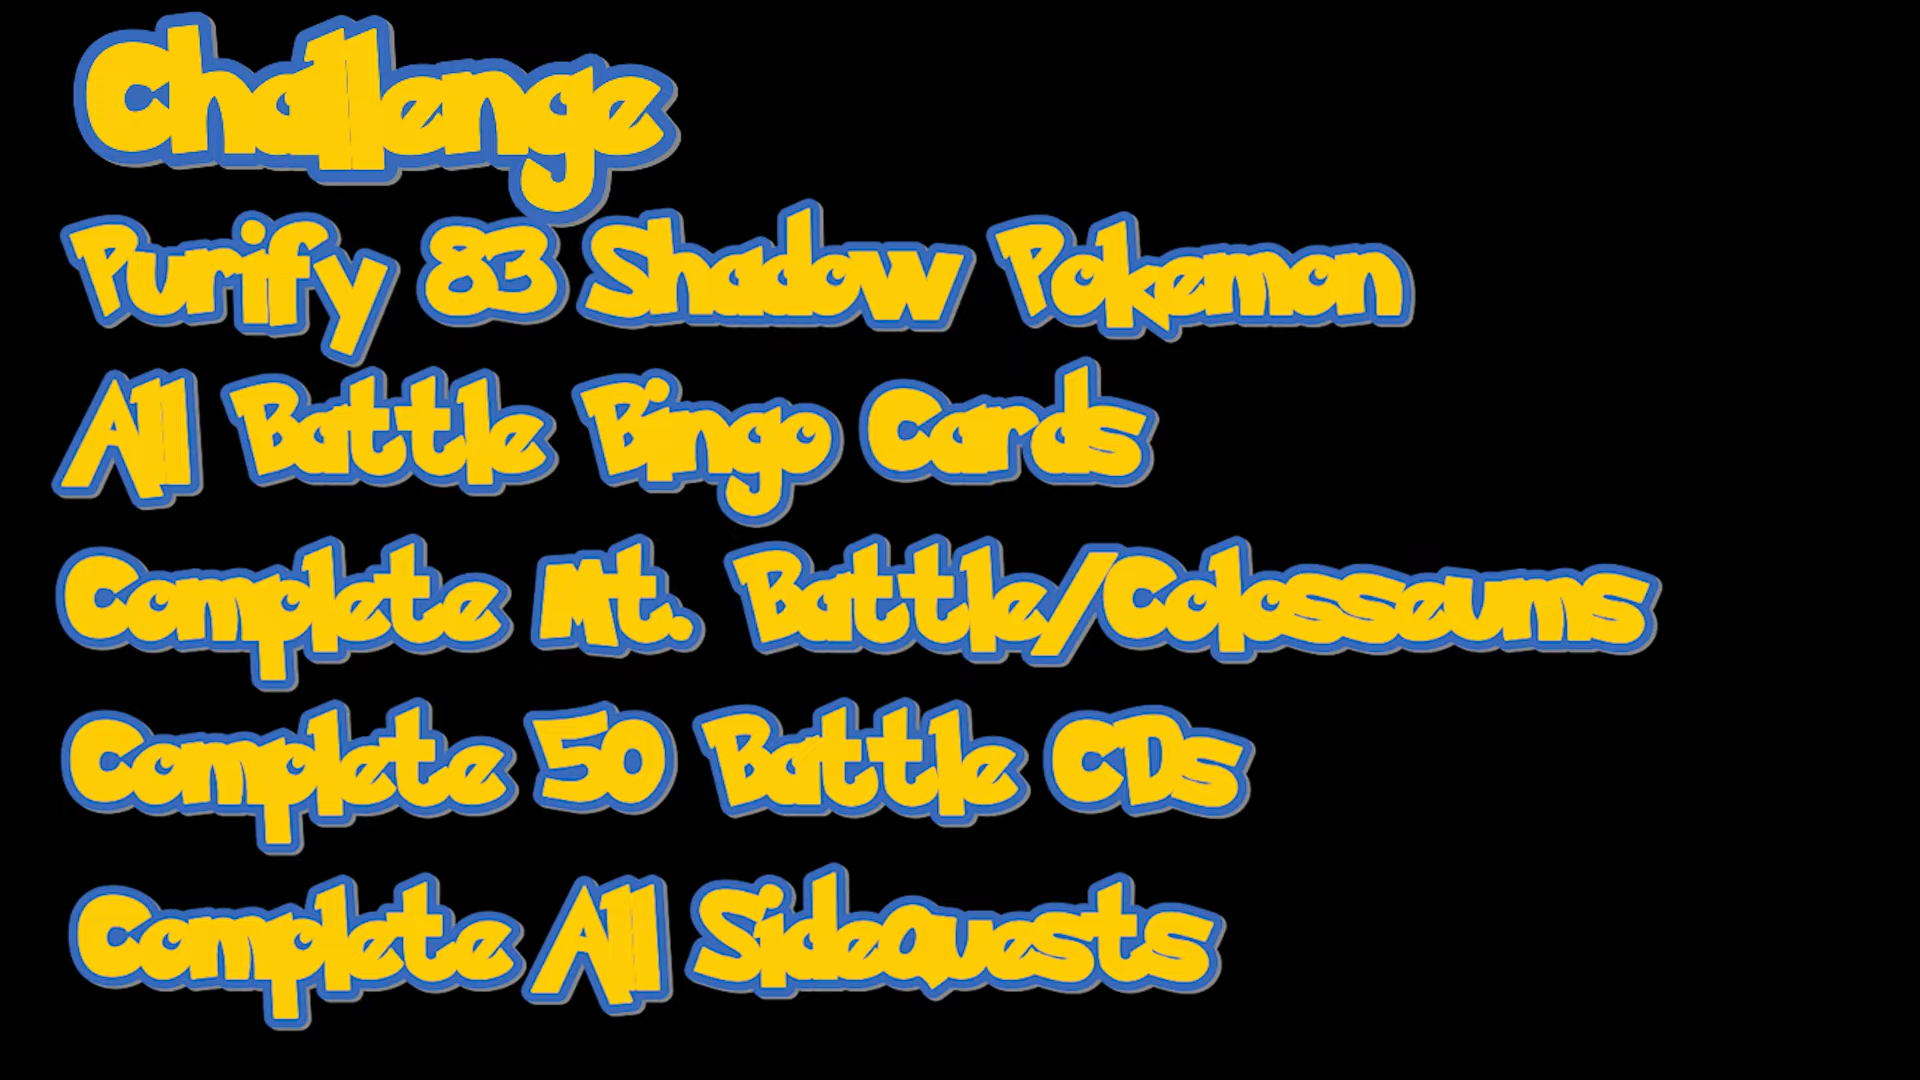 Challenge
Purify 83 Shadow Pokemon
All Battle Bingo Cards
Complete Mt. Battle/Colosseums
Complete 50 Battle CDs
Complete All Sidequests